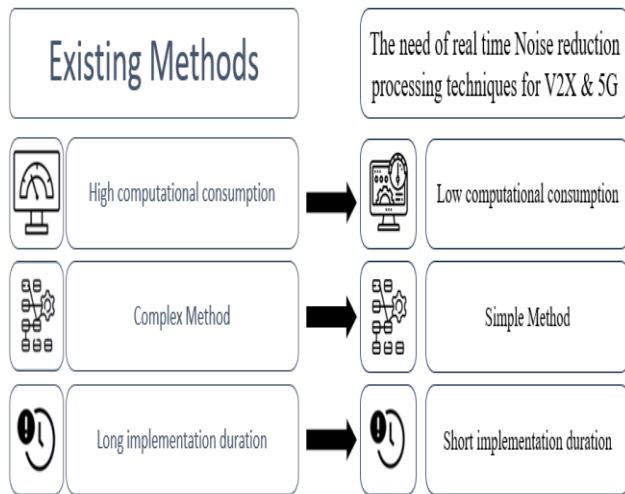 Existing Methods
The need of real time Noise reduction
processing techniques for V2X & 5G
High computational consumption
Low computational consumption
Complex Method
Simple Method
Long implementation duration
Short implementation duration